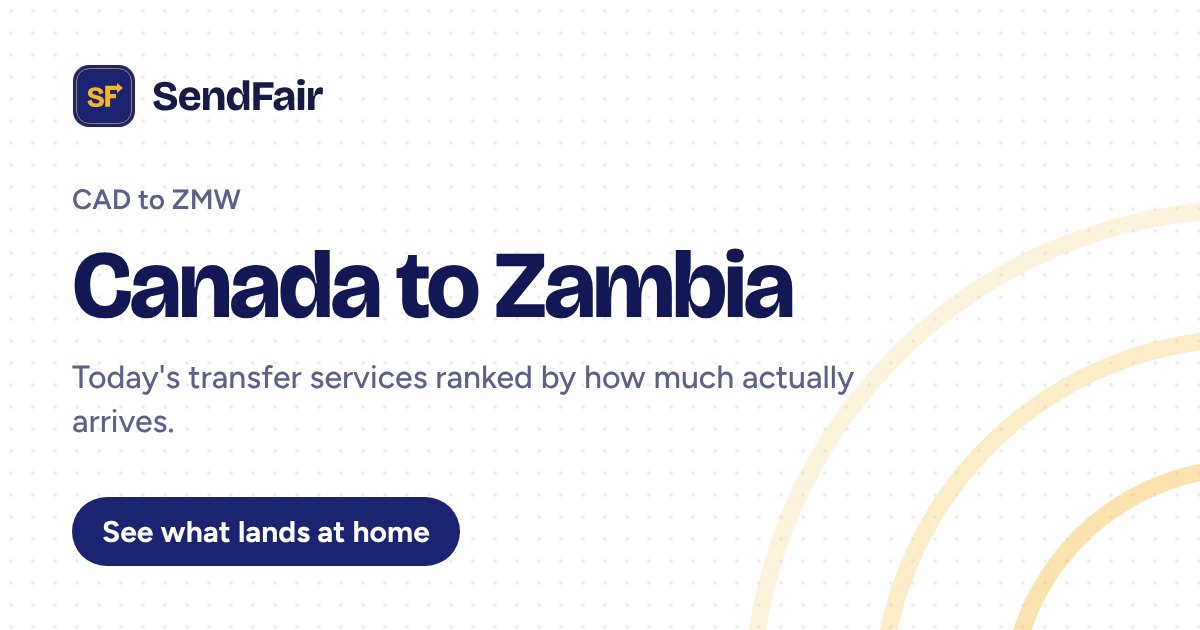 SF
SendFair
CAD to ZMW
Canada to Zambia
Today's transfer services ranked by how much actually
arrives.
See what lands at home